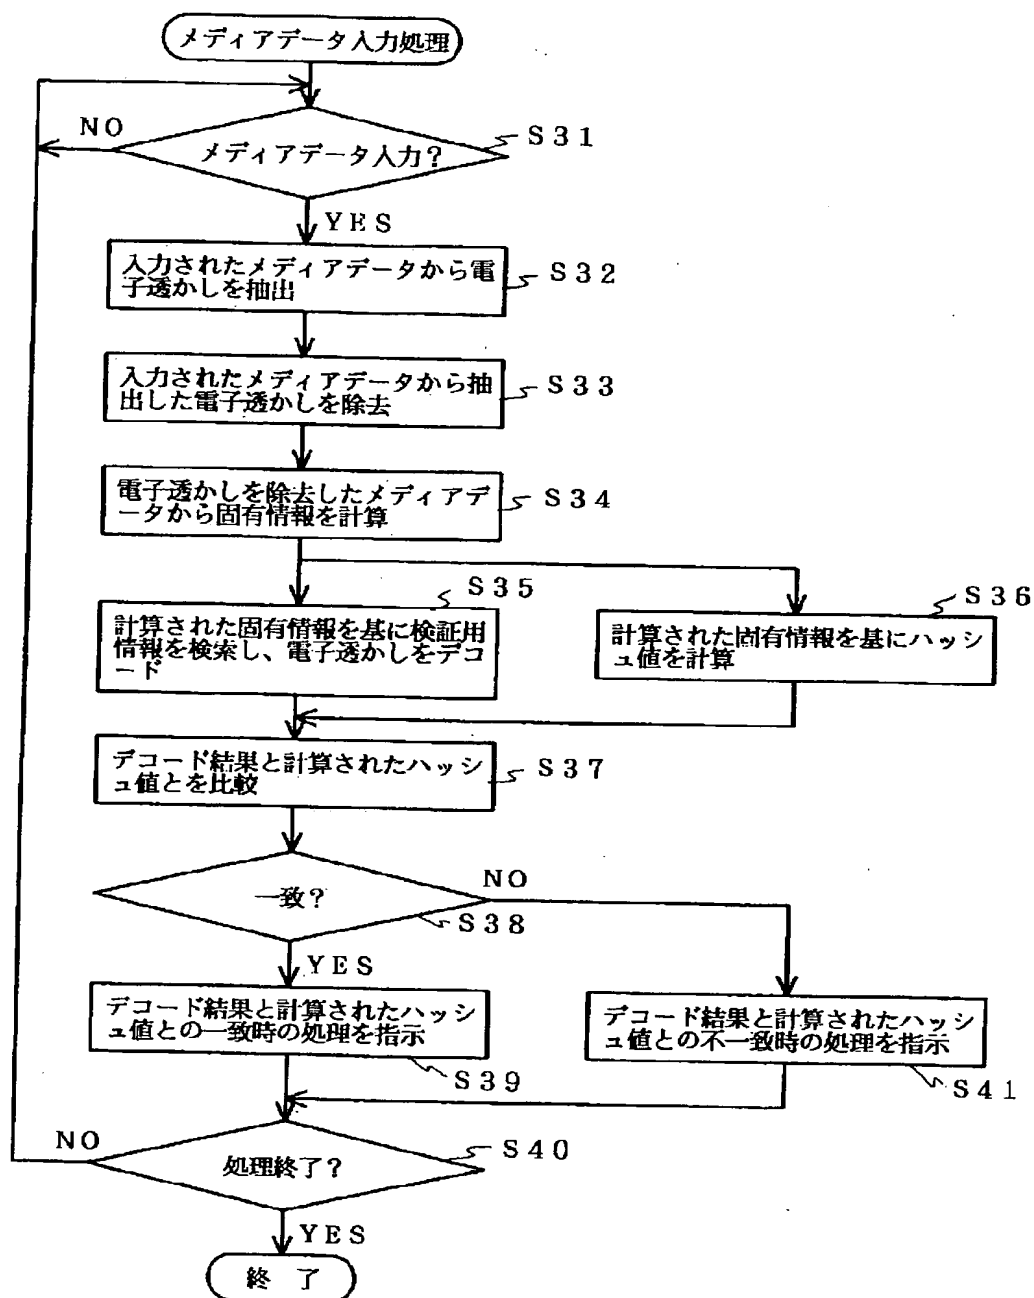 メディアデータ入力処理
NO
メディアデータ入力?
S31
YES
入力されたメディアデータから電
子透かしを抽出
S32
入力されたメディアデータから抽
出した電子透かしを除去
S33
電子透かしを除去したメディアデ
ータから固有情報を計算
S34
S35
計算された固有情報を基に検証用
情報を検索し、電子透かしをデコ
ード
S36
計算された固有情報を基にハッシ
ュ値を計算
デコード結果と計算されたハッシ
ュ値とを比較
S37
一致?
NO
S38
YES
デコード結果と計算されたハッシ
ュ値との一致時の処理を指示
S39
デコード結果と計算されたハッシ
ュ値との不一致時の処理を指示
S41
NO
処理終了?
S40
YES
終 了